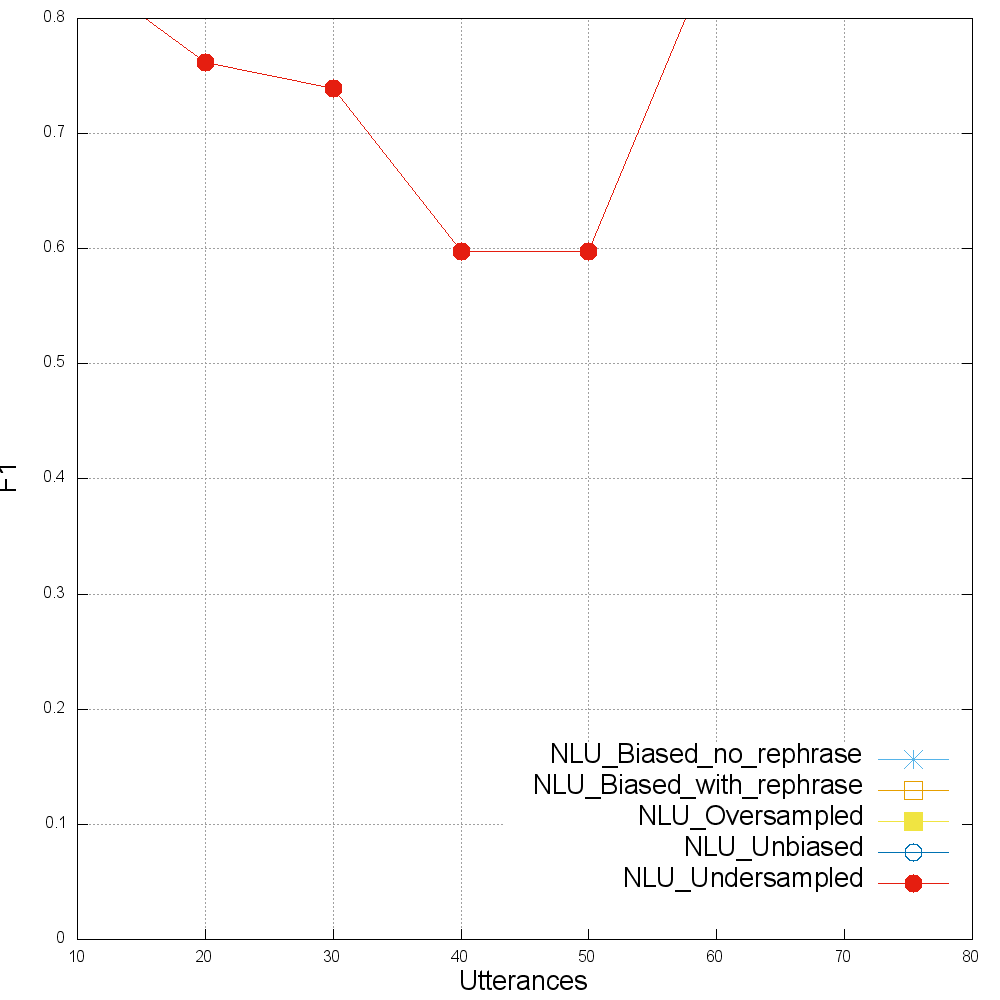 0.8
0.7
0.6
0.5
0.4
0.3
0.2
0.1
0
F1
NLU_Biased_no_rephrase
NLU_Biased_with_rephrase
NLU_Oversampled
NLU_Unbiased
NLU_Undersampled
10 20 30 40 50 60 70 80
Utterances